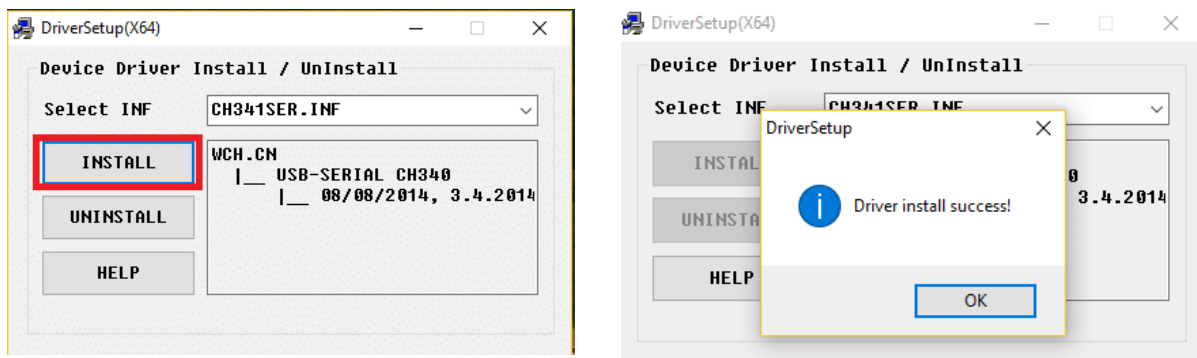 DriverSetup(X64)
Device Driver Install / UnInstall
Select INF CH341SER.INF
INSTALL
WCH.CN
|__ USB-SERIAL CH340
|__ 08/08/2014, 3.4.2014
UNINSTALL
HELP
DriverSetup(X64)
Device Driver Install / UnInstall
Select INF CH341SER.INF
DriverSetup
INSTAL
0
3.4.2014
Driver install success!
UNINSTA
HELP
OK